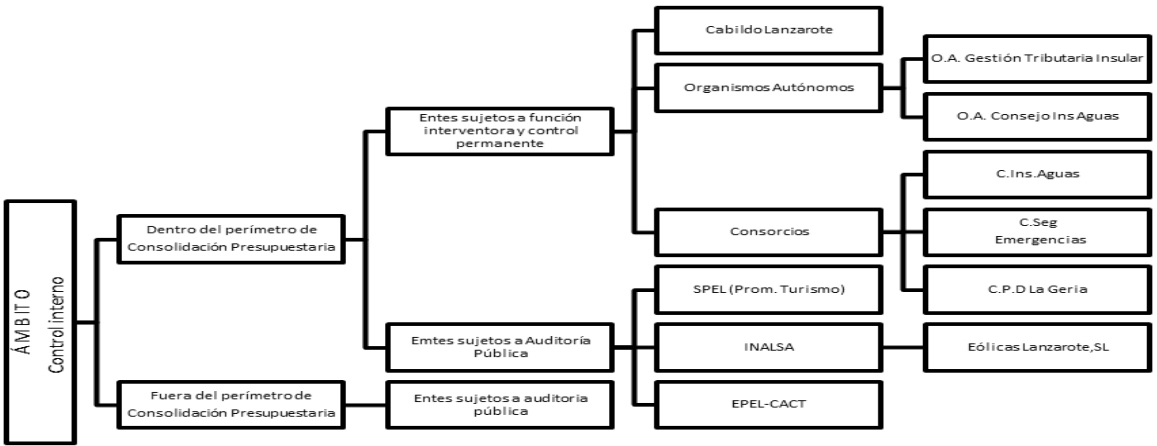 ÁMBITO
Control interno
Dentro del perímetro de
Consolidación Presupuestaria
Entes sujetos a función
interventora y control
permanente
Cabildo Lanzarote
Organismos Autónomos
O.A. Gestión Tributaria Insular
O.A. Consejo Ins Aguas
Consorcios
C.Ins.Aguas
C.Seg
Emergencias
C.P.D La Geria
Emtes sujetos a Auditoría
Pública
SPEL (Prom. Turismo)
INALSA
Eólicas Lanzarote,SL
EPEL-CACT
Fuera del perímetro de
Consolidación Presupuestaria
Entes sujetos a auditoria
pública